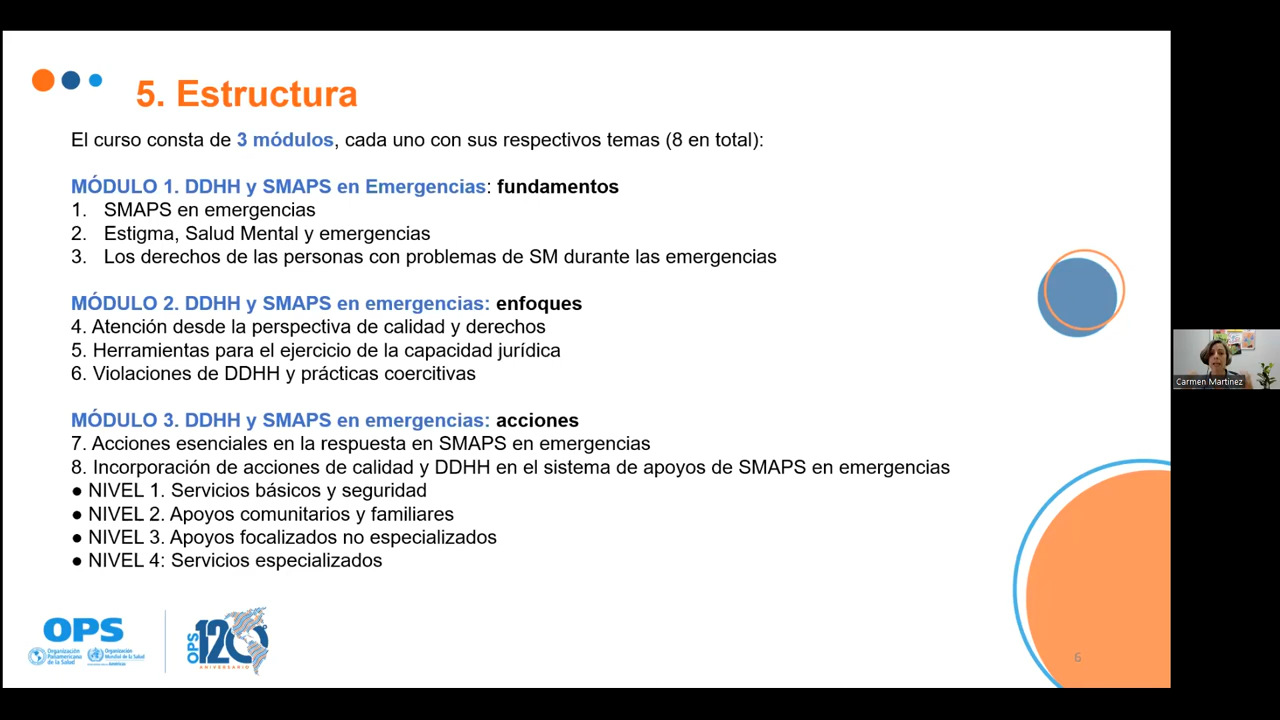 5. Estructura
El curso consta de 3 módulos, cada uno con sus respectivos temas (8 en total):
MÓDULO 1. DDHH y SMAPS en Emergencias: fundamentos
1. SMAPS en emergencias
2. Estigma, Salud Mental y emergencias
3. Los derechos de las personas con problemas de SM durante las emergencias
MÓDULO 2. DDHH y SMAPS en emergencias: enfoques
4. Atención desde la perspectiva de calidad y derechos
5. Herramientas para el ejercicio de la capacidad jurídica
6. Violaciones de DDHH y prácticas coercitivas
MÓDULO 3. DDHH y SMAPS en emergencias: acciones
7. Acciones esenciales en la respuesta en SMAPS en emergencias
8. Incorporación de acciones de calidad y DDHH en el sistema de apoyos de SMAPS en emergencias
● NIVEL 1. Servicios básicos y seguridad
● NIVEL 2. Apoyos comunitarios y familiares
● NIVEL 3. Apoyos focalizados no especializados
● NIVEL 4: Servicios especializados
Carmen Martinez
OPS
Organización
Panamericana
de la Salud
Organización
Mundial de la Salud
OPS
120
ANIVERSARIO
6